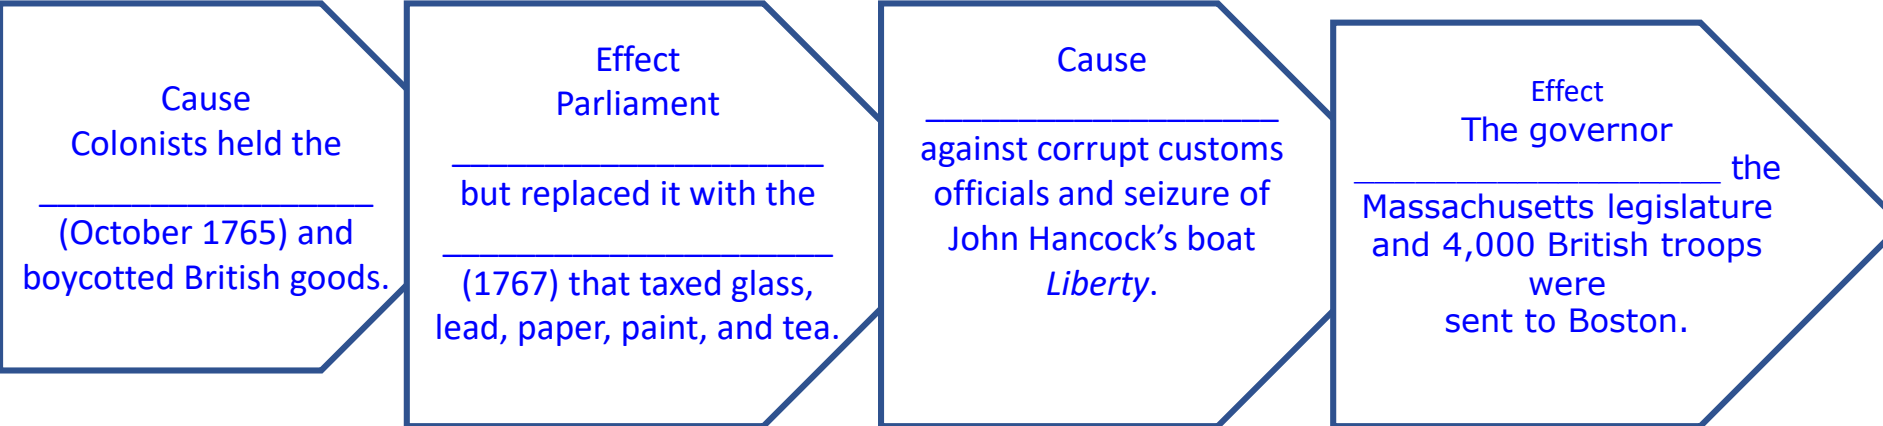 Cause
Colonists held the
__________________
(October 1765) and
boycotted British goods.
Effect
Parliament
____________________
but replaced it with the
_____________________
(1767) that taxed glass,
lead, paper, paint, and tea.
Cause
___________________
against corrupt customs
officials and seizure of
John Hancock’s boat
Liberty.
Effect
The governor
__________________ the
Massachusetts legislature
and 4,000 British troops
were
sent to Boston.